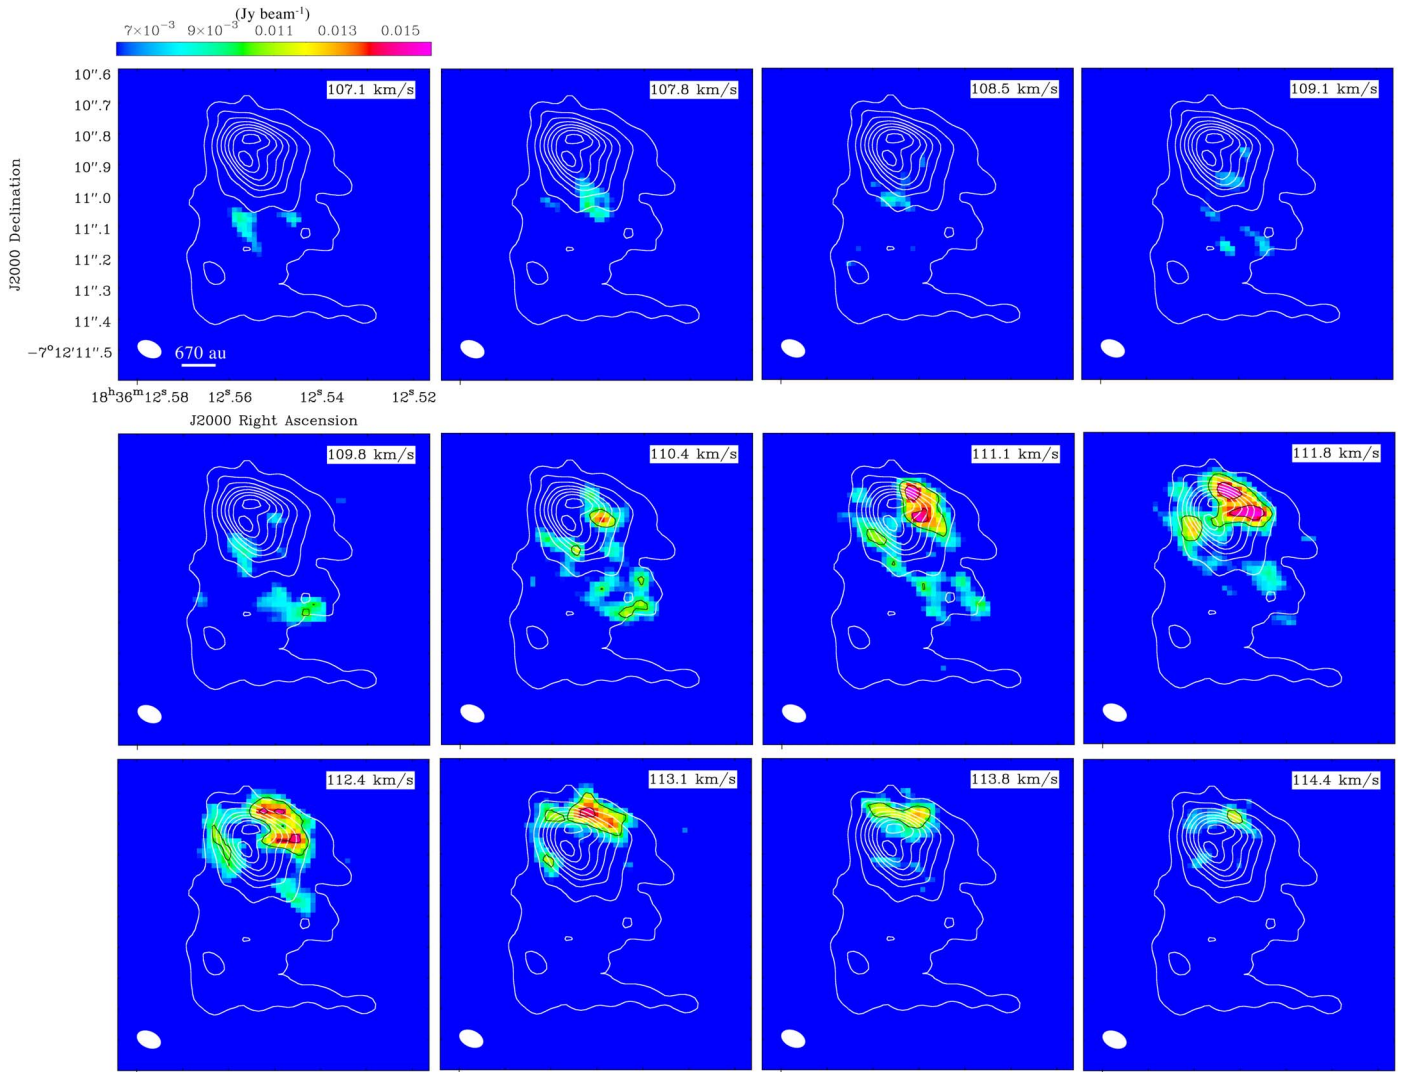 (Jy beam⁻¹)
7×10⁻³ 9×10⁻³ 0.011 0.013 0.015
107.1 km/s
107.8 km/s
108.5 km/s
109.1 km/s
10″.6
10″.7
10″.8
10″.9
11″.0
11″.1
11″.2
11″.3
11″.4
−7°12′11″.5
J2000 Declination
670 au
18ʰ36ᵐ12ˢ.58 12ˢ.56 12ˢ.54 12ˢ.52
J2000 Right Ascension
109.8 km/s
110.4 km/s
111.1 km/s
111.8 km/s
112.4 km/s
113.1 km/s
113.8 km/s
114.4 km/s